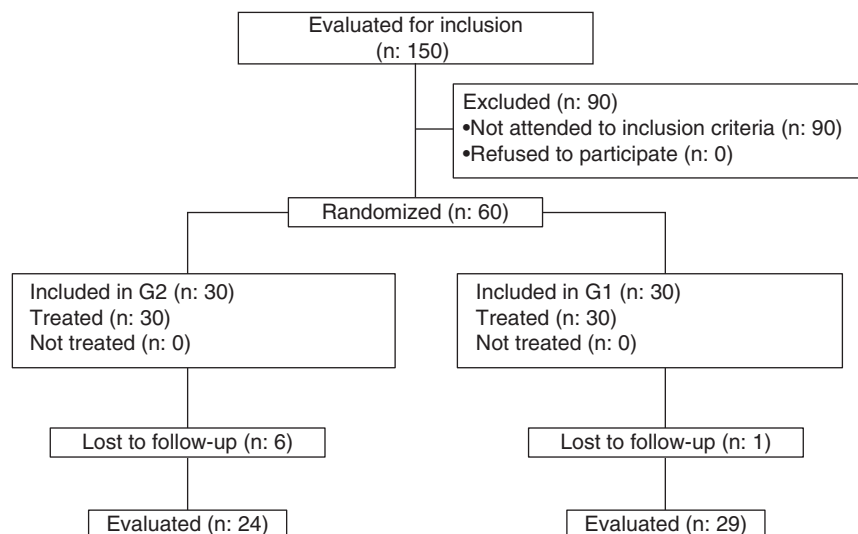 Evaluated for inclusion
(n: 150)
Excluded (n: 90)
•Not attended to inclusion criteria (n: 90)
•Refused to participate (n: 0)
Randomized (n: 60)
Included in G2 (n: 30)
Treated (n: 30)
Not treated (n: 0)
Included in G1 (n: 30)
Treated (n: 30)
Not treated (n: 0)
Lost to follow-up (n: 6)
Lost to follow-up (n: 1)
Evaluated (n: 24)
Evaluated (n: 29)